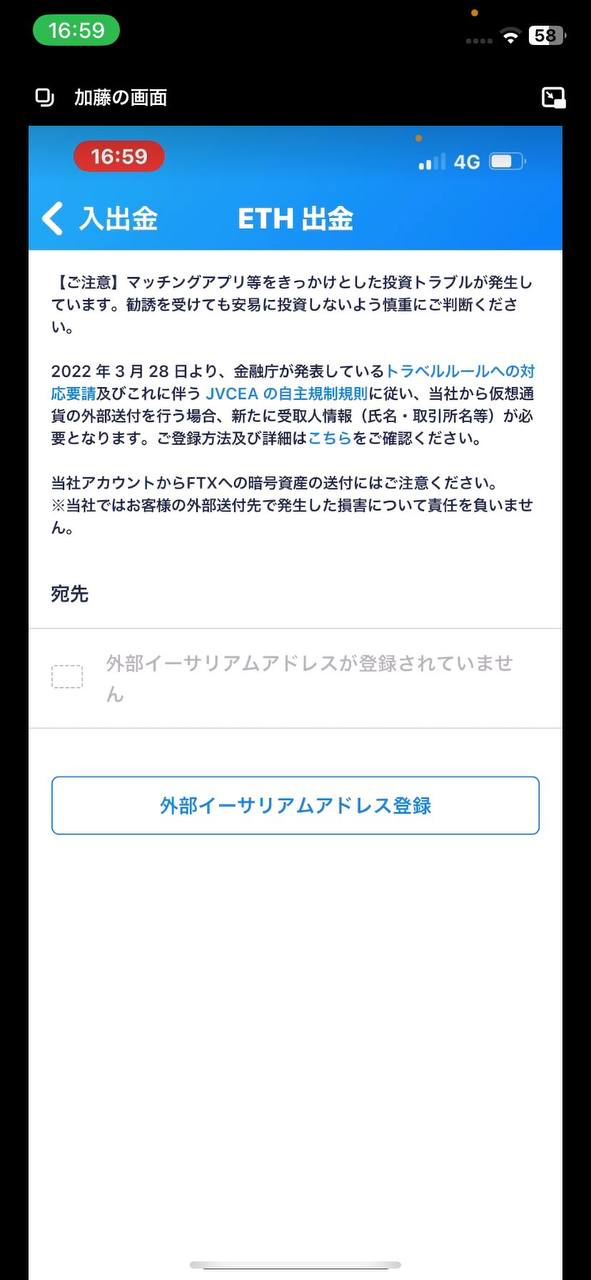 16:59
58
加藤の画面
16:59
4G
入出金
ETH 出金
【ご注意】マッチングアプリ等をきっかけとした投資トラブルが発生し
ています。勧誘を受けても安易に投資しないよう慎重にご判断くださ
い。
2022 年 3 月 28 日より、金融庁が発表しているトラベルルールへの対
応要請及びこれに伴う JVCEA の自主規制規則に従い、当社から仮想通
貨の外部送付を行う場合、新たに受取人情報（氏名・取引所名等）が必
要となります。ご登録方法及び詳細はこちらをご確認ください。
当社アカウントからFTXへの暗号資産の送付にはご注意ください。
※当社ではお客様の外部送付先で発生した損害について責任を負いませ
ん。
宛先
外部イーサリアムアドレスが登録されていませ
ん
外部イーサリアムアドレス登録